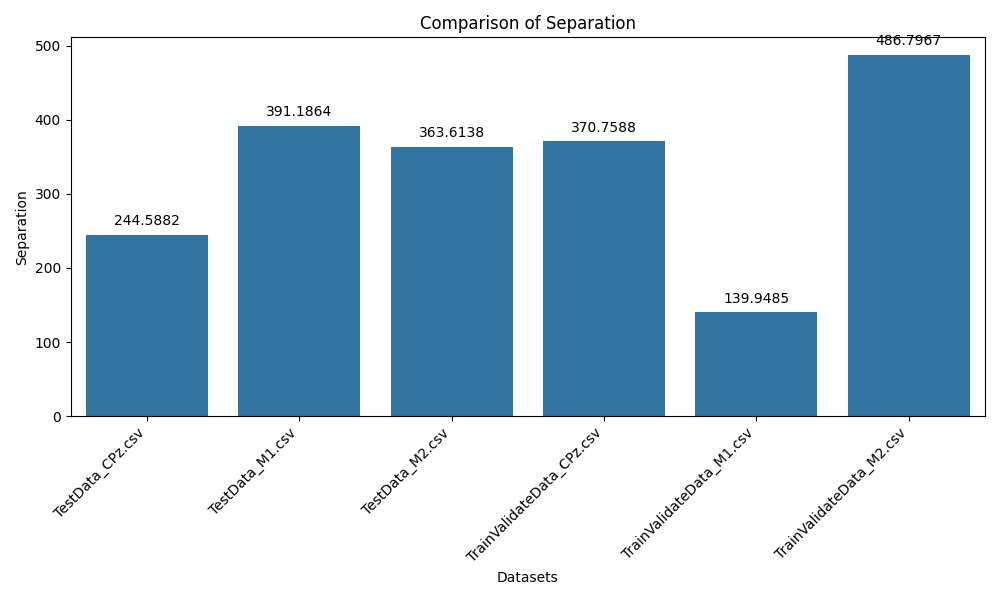 Comparison of Separation
Separation
500
400
300
200
100
0
244.5882
391.1864
363.6138
370.7588
139.9485
486.7967
TestData_CPz.csv
TestData_M1.csv
TestData_M2.csv
TrainValidateData_CPz.csv
TrainValidateData_M1.csv
TrainValidateData_M2.csv
Datasets